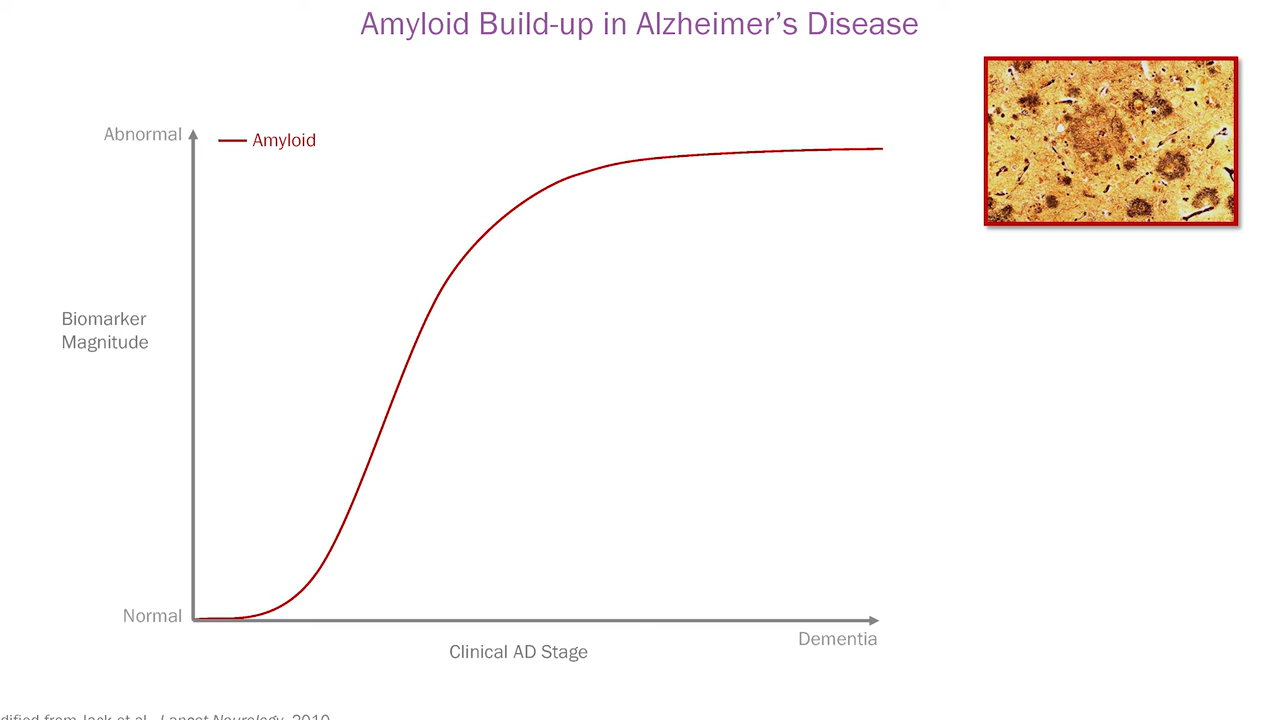 Amyloid Build-up in Alzheimer's Disease
Abnormal
Amyloid
Biomarker
Magnitude
Normal
Dementia
Clinical AD Stage
dified from Jack et al., Lancet Neurology, 2010